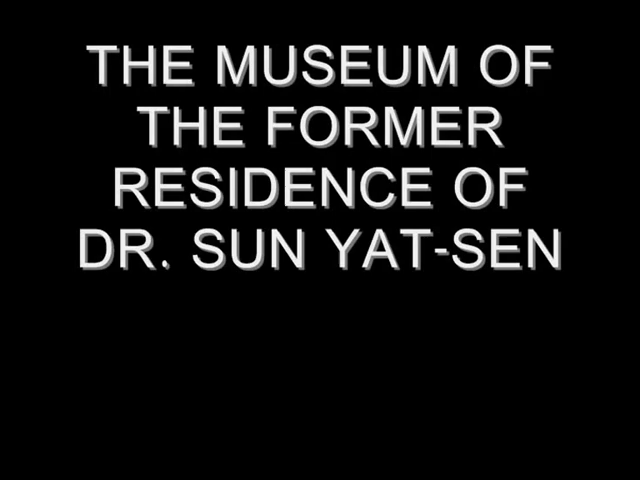 THE MUSEUM OF
THE FORMER
RESIDENCE OF
DR. SUN YAT-SEN